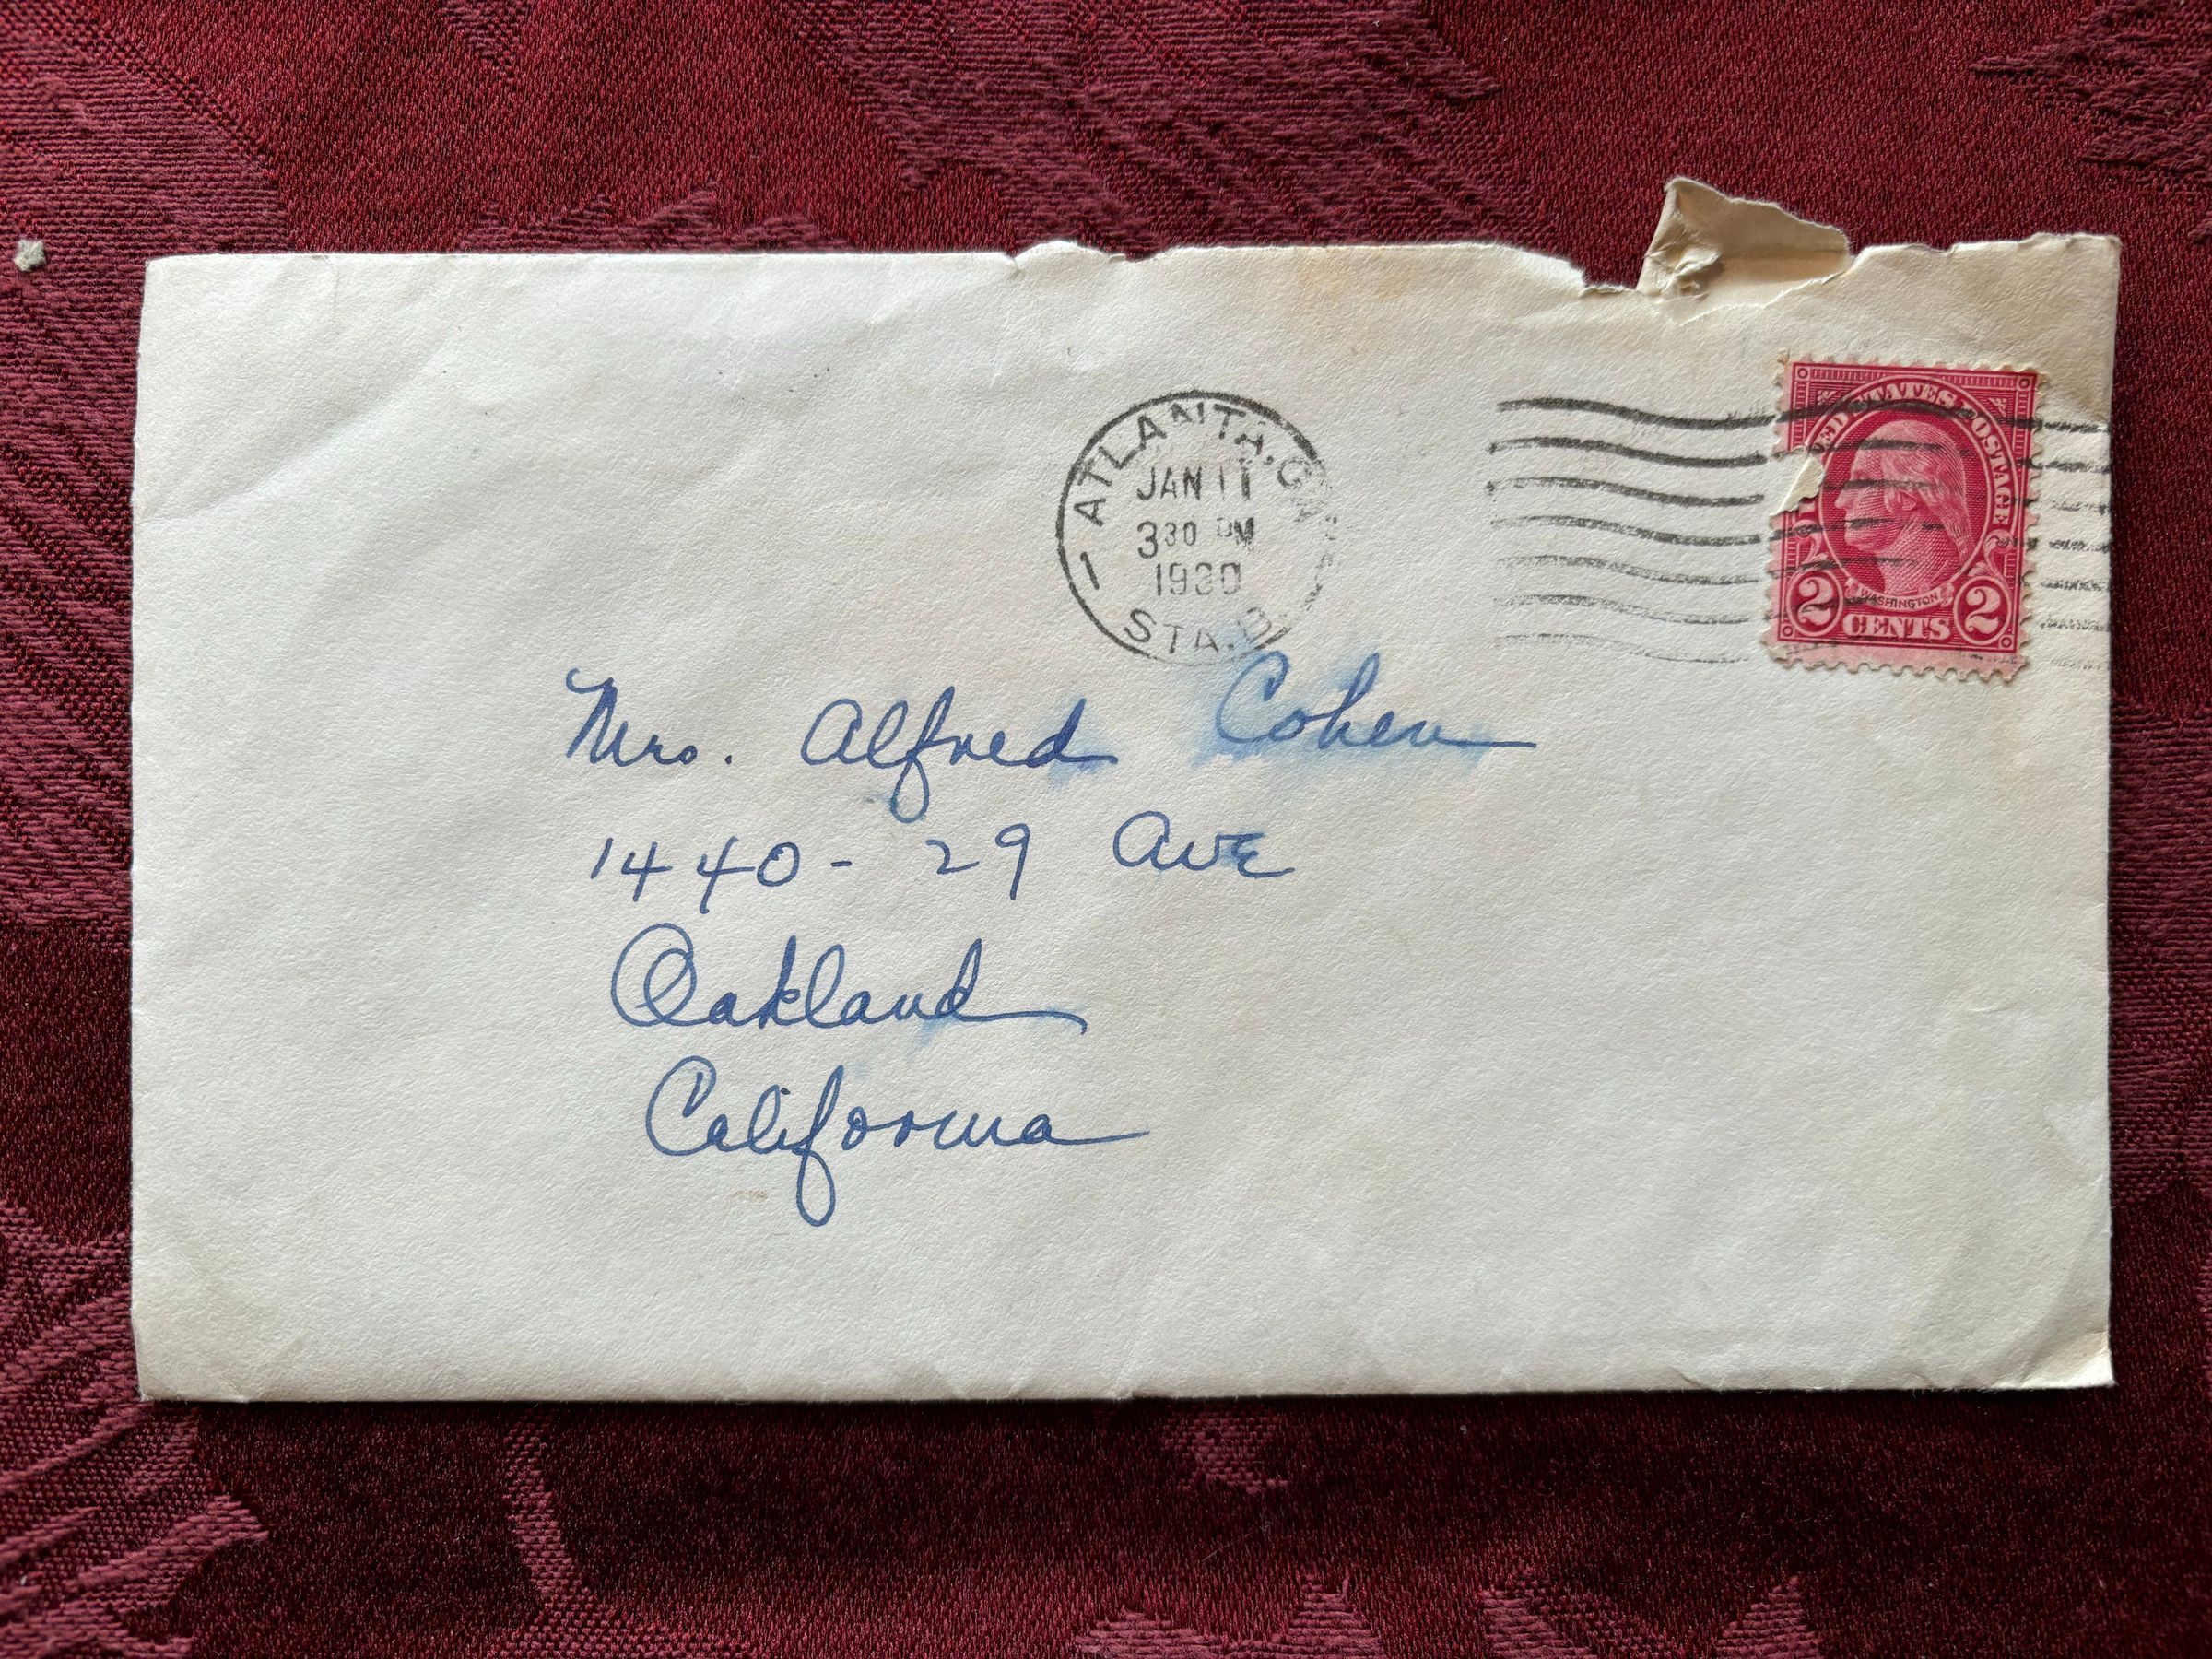 ATLANTA, GA.
JAN 11
3 30 PM
1930
1
STA. D
UNITED STATES POSTAGE
WASHINGTON
2 CENTS 2
Mrs. Alfred Cohen
1440 - 29 Ave
Oakland
California